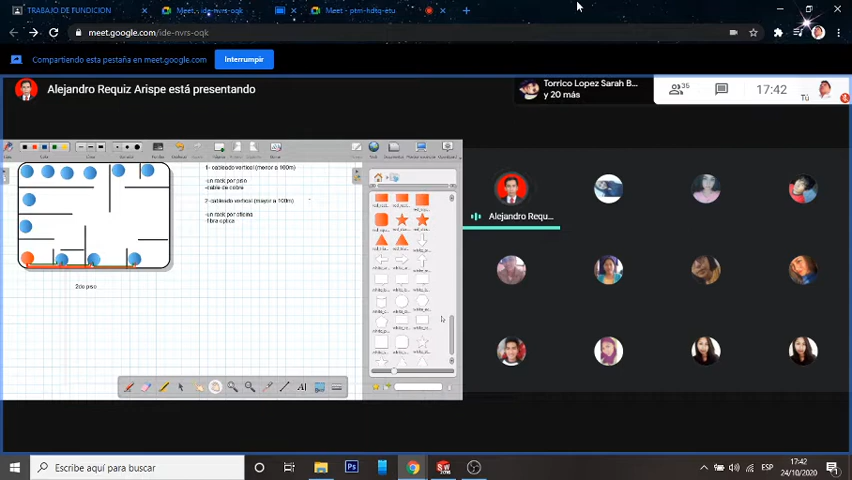 TRABAJO DE FUNDICION
Meet - ide-nvrs-oqk
Meet - ptm-hdtq-etu
meet.google.com/ide-nvrs-oqk
Compartiendo esta pestaña en meet.google.com
Interrumpir
Alejandro Requiz Arispe está presentando
Torrico Lopez Sarah B...
y 20 más
36
17:42
Tú
1- cableado vertical (menor a 100m)
-un rack por piso
-cable de cobre
2-cableado vertical (mayor a 100m)
-un rack por oficina
-fibra optica
2do piso
Alejandro Requ...
Escribe aquí para buscar
ESP
17:42
24/10/2020